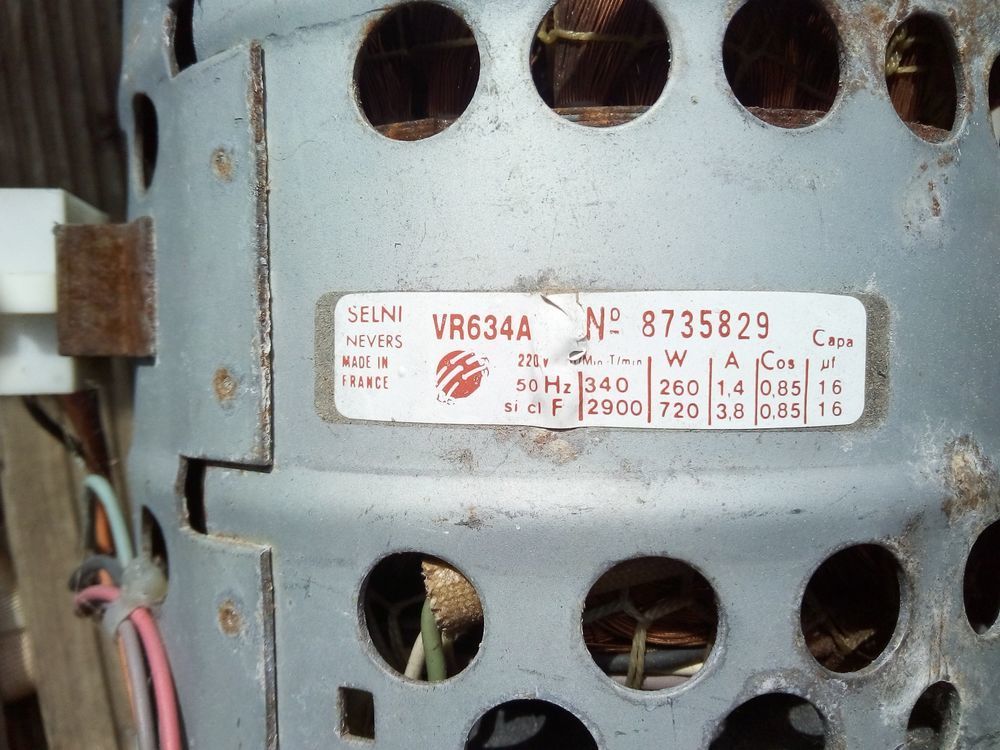 SELNI
NEVERS
MADE IN
FRANCE
VR634A
Nº 8735829
220V T/min W A Cos Capa µf
50 Hz 340 260 1,4 0,85 16
si cl F 2900 720 3,8 0,85 16